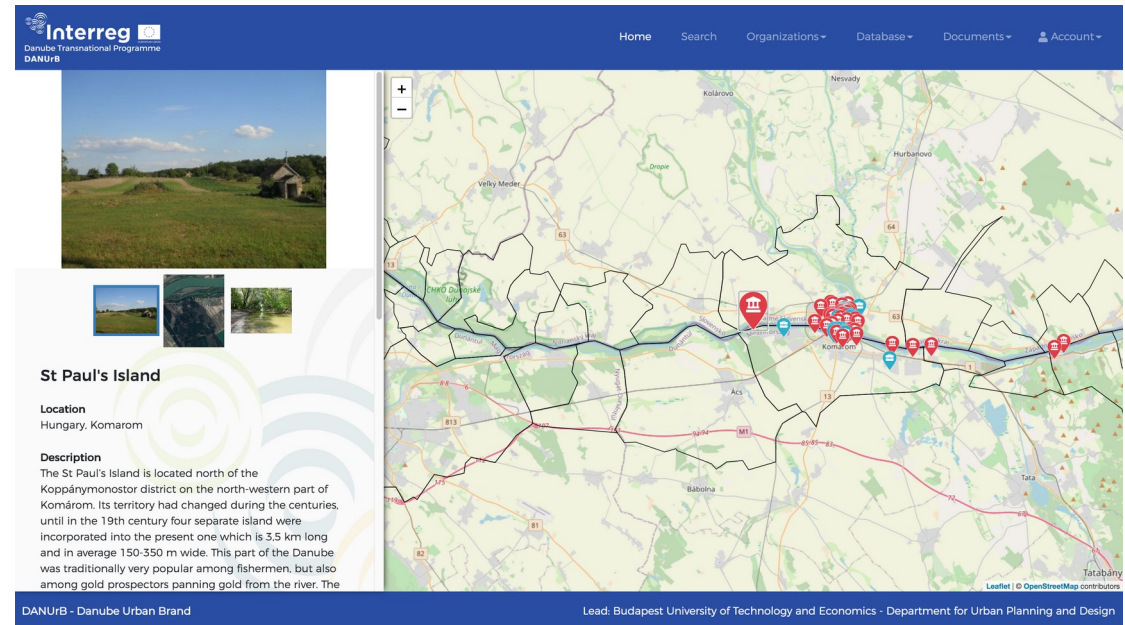 Interreg
Danube Transnational Programme
DANUrB
Home
Search
Organizations
Database
Documents
Account
St Paul's Island
Location
Hungary, Komarom
Description
The St Paul's Island is located north of the
Koppánymonostor district on the north-western part of
Komárom. Its territory had changed during the centuries,
until in the 19th century four separate island were
incorporated into the present one which is 3,5 km long
and in average 150-350 m wide. This part of the Danube
was traditionally very popular among fishermen, but also
among gold prospectors panning gold from the river. The
+
−
Nesvady
Kolárovo
Hurbanovo
Dropie
Veľký Meder
63
64
13
CHKO Dunajské
luhy
63
Komárom
1
Ács
13
813
M1
94;94
85;85
Bábolna
Tata
81
82
Tatabány
Leaflet | © OpenStreetMap contributors
DANUrB - Danube Urban Brand
Lead: Budapest University of Technology and Economics - Department for Urban Planning and Design